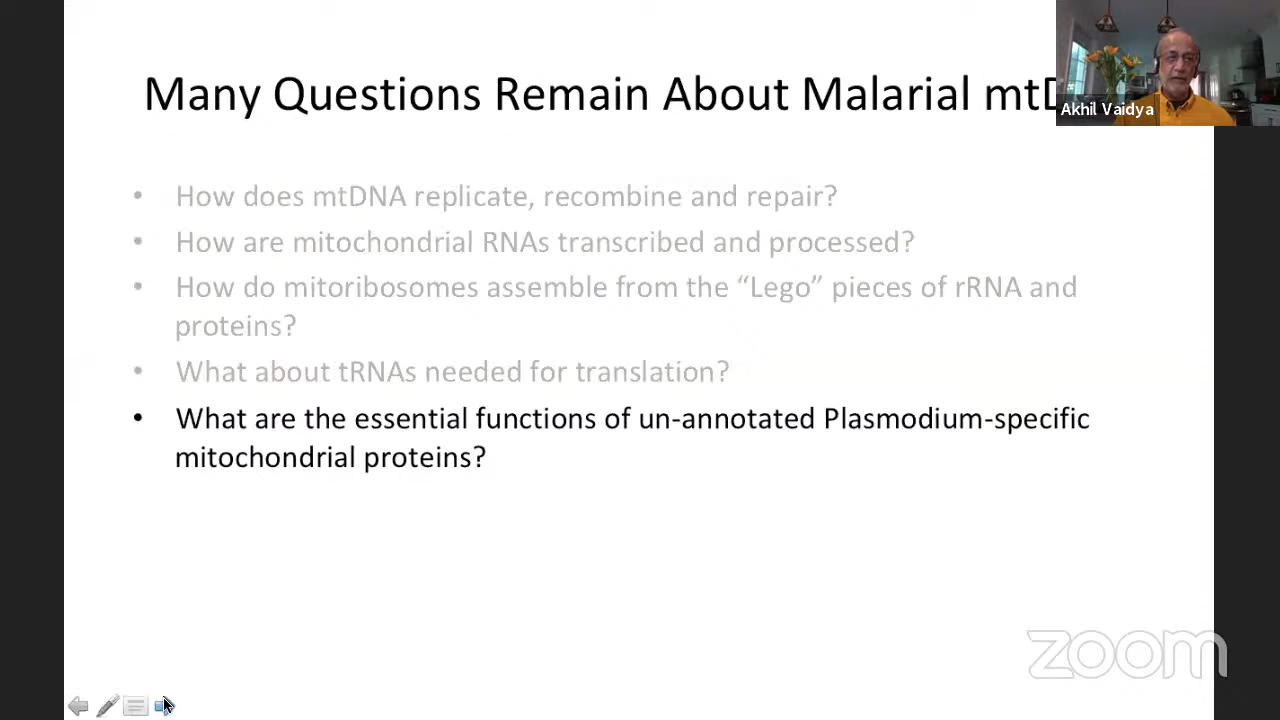 Many Questions Remain About Malarial
Akhil Vaidya
• How does mtDNA replicate, recombine and repair?
• How are mitochondrial RNAs transcribed and processed?
• How do mitoribosomes assemble from the “Lego” pieces of rRNA and
proteins?
• What about tRNAs needed for translation?
• What are the essential functions of un-annotated Plasmodium-specific
mitochondrial proteins?
zoom